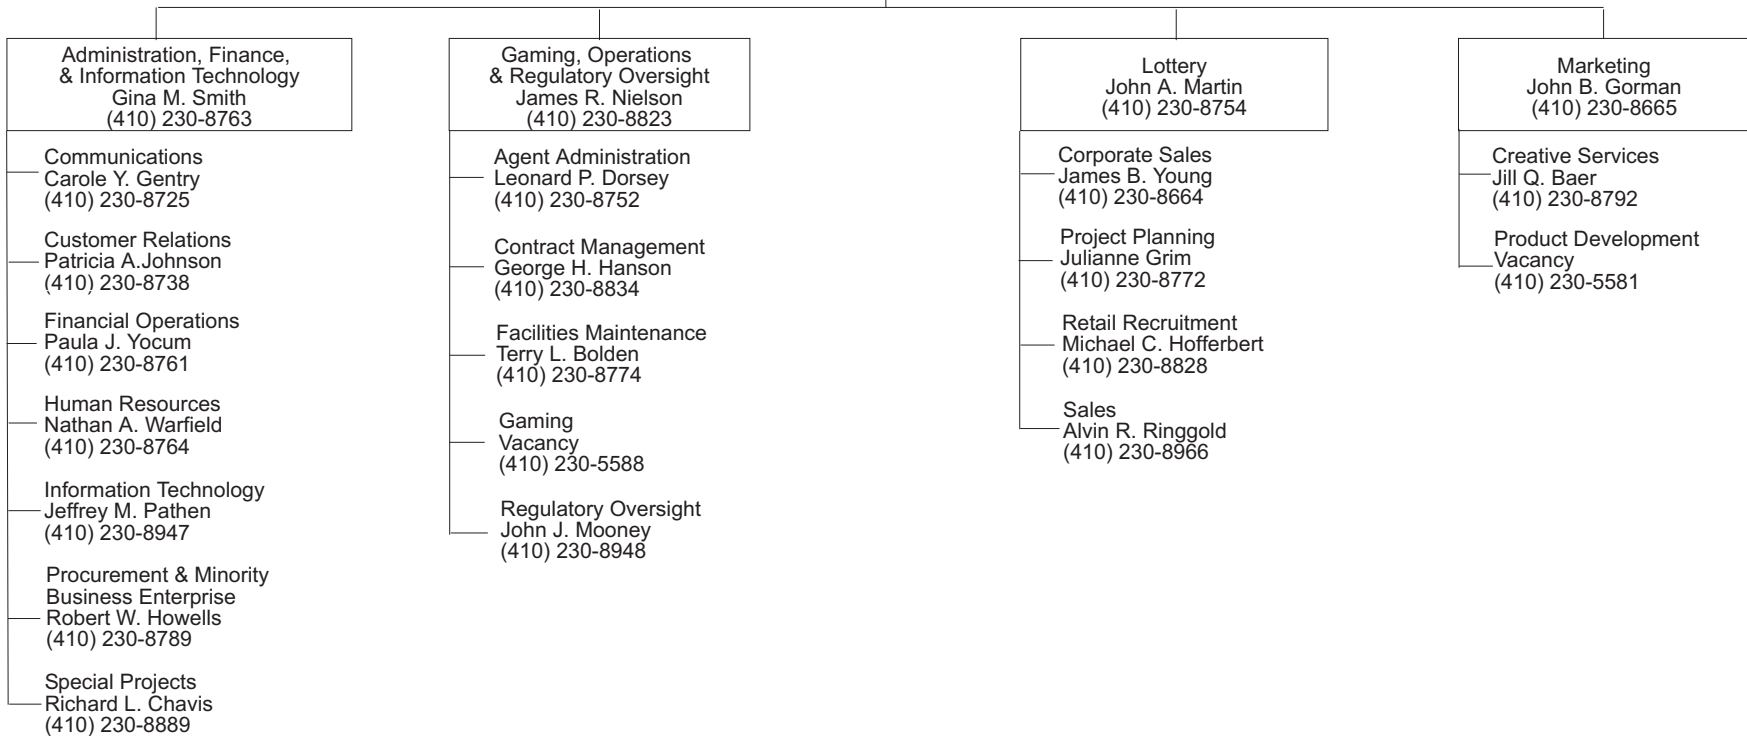 Administration, Finance,
& Information Technology
Gina M. Smith
(410) 230-8763
Communications
Carole Y. Gentry
(410) 230-8725
Customer Relations
Patricia A.Johnson
(410) 230-8738
Financial Operations
Paula J. Yocum
(410) 230-8761
Human Resources
Nathan A. Warfield
(410) 230-8764
Information Technology
Jeffrey M. Pathen
(410) 230-8947
Procurement & Minority
Business Enterprise
Robert W. Howells
(410) 230-8789
Special Projects
Richard L. Chavis
(410) 230-8889
Gaming, Operations
& Regulatory Oversight
James R. Nielson
(410) 230-8823
Agent Administration
Leonard P. Dorsey
(410) 230-8752
Contract Management
George H. Hanson
(410) 230-8834
Facilities Maintenance
Terry L. Bolden
(410) 230-8774
Gaming
Vacancy
(410) 230-5588
Regulatory Oversight
John J. Mooney
(410) 230-8948
Lottery
John A. Martin
(410) 230-8754
Corporate Sales
James B. Young
(410) 230-8664
Project Planning
Julianne Grim
(410) 230-8772
Retail Recruitment
Michael C. Hofferbert
(410) 230-8828
Sales
Alvin R. Ringgold
(410) 230-8966
Marketing
John B. Gorman
(410) 230-8665
Creative Services
Jill Q. Baer
(410) 230-8792
Product Development
Vacancy
(410) 230-5581